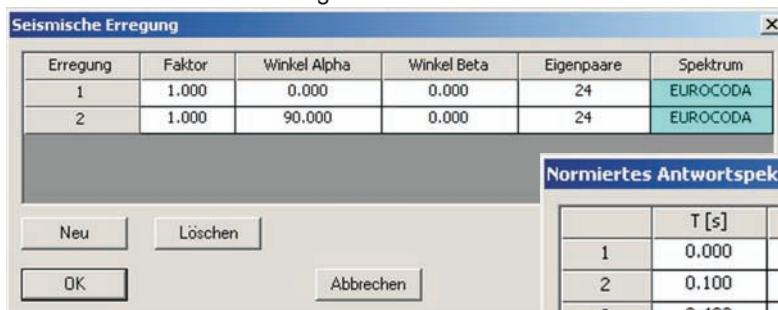 Seismische Erregung
Erregung Faktor Winkel Alpha Winkel Beta Eigenpaare Spektrum
1 1.000 0.000 0.000 24 EUROCODA
2 1.000 90.000 0.000 24 EUROCODA
Normiertes Antwortspek
Neu Löschen
T [s]
1 0.000
OK Abbrechen
2 0.100